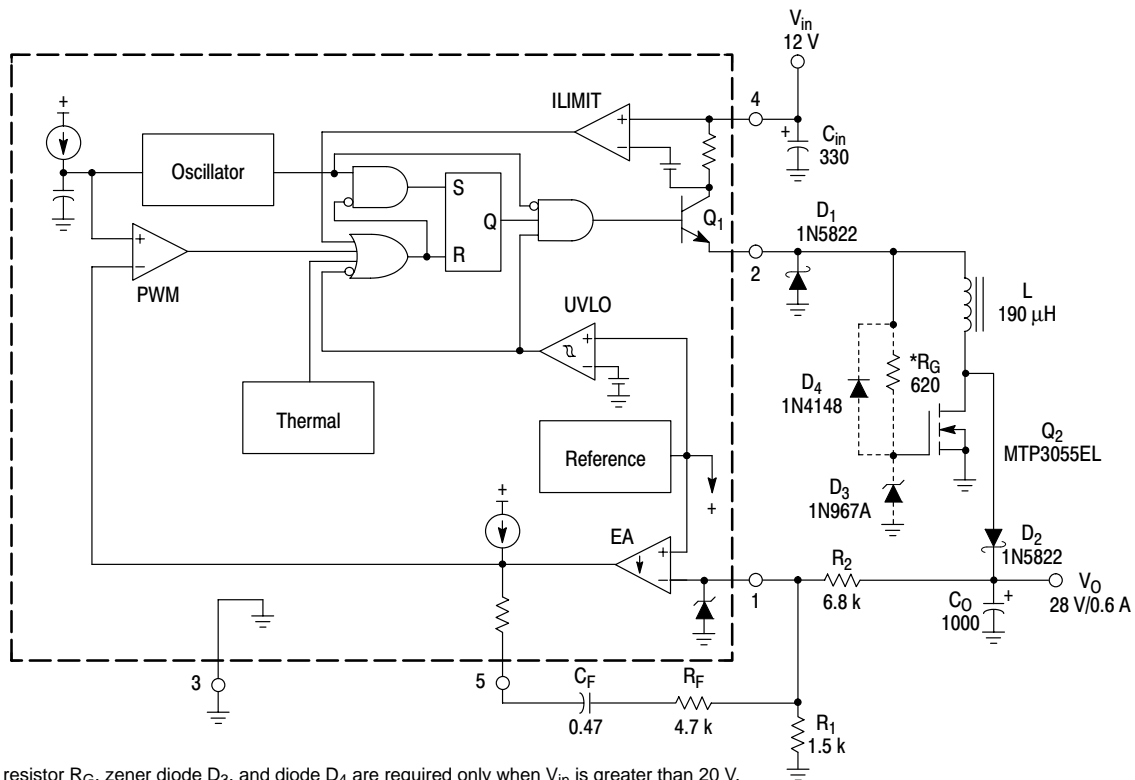 V_in
12 V
ILIMIT
4
+
−
+
C_in
330
+
Oscillator
S
Q
R
Q_1
D_1
1N5822
2
+
−
PWM
L
190 μH
UVLO
+
−
*R_G
620
D_4
1N4148
Thermal
Q_2
MTP3055EL
Reference
+
D_3
1N967A
+
EA
+
−
D_2
1N5822
1
R_2
6.8 k
V_O
28 V/0.6 A
C_O
1000
+
3
5
C_F
0.47
R_F
4.7 k
R_1
1.5 k
resistor R_G, zener diode D_3, and diode D_4 are required only when V_in is greater than 20 V.